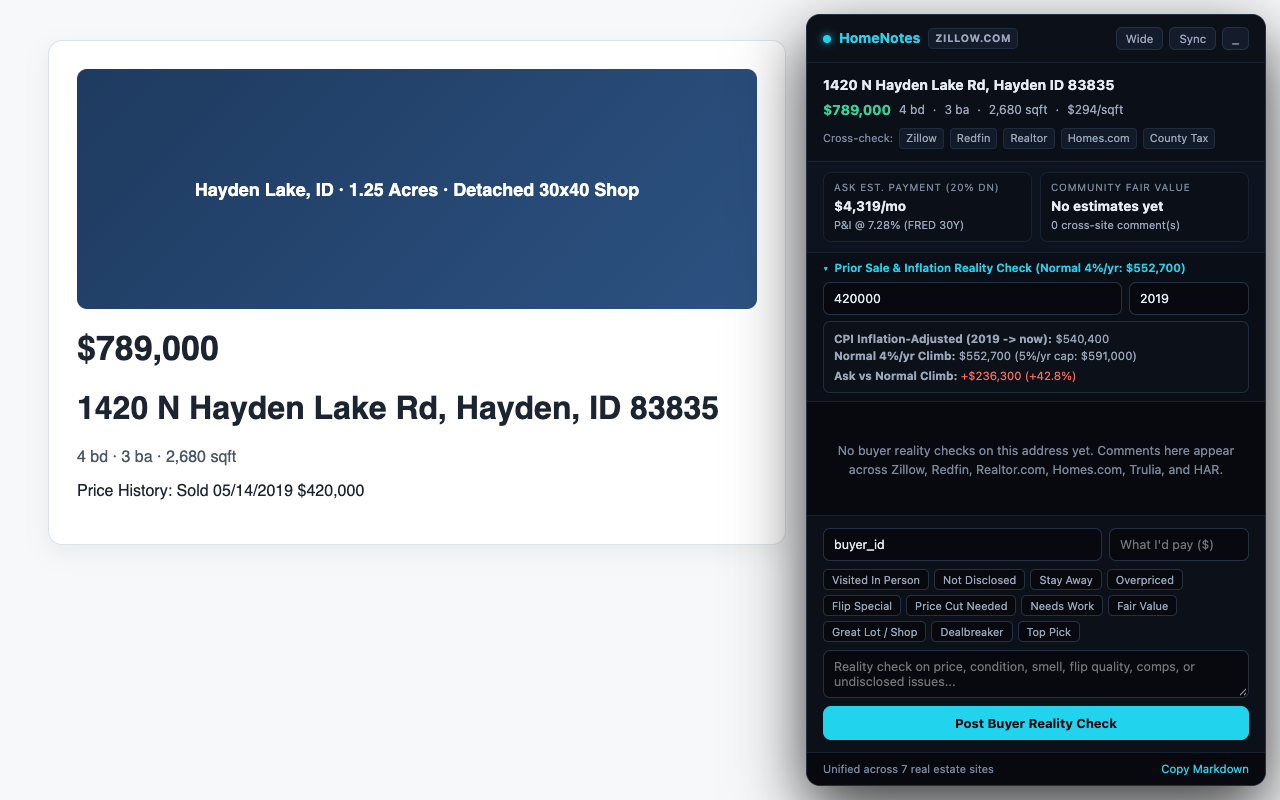 Hayden Lake, ID · 1.25 Acres · Detached 30x40 Shop
$789,000
1420 N Hayden Lake Rd, Hayden, ID 83835
4 bd · 3 ba · 2,680 sqft
Price History: Sold 05/14/2019 $420,000
HomeNotes ZILLOW.COM Wide Sync _
1420 N Hayden Lake Rd, Hayden ID 83835
$789,000 4 bd · 3 ba · 2,680 sqft · $294/sqft
Cross-check: Zillow Redfin Realtor Homes.com County Tax
ASK EST. PAYMENT (20% DN)
$4,319/mo
P&I @ 7.28% (FRED 30Y)
COMMUNITY FAIR VALUE
No estimates yet
0 cross-site comment(s)
▾ Prior Sale & Inflation Reality Check (Normal 4%/yr: $552,700)
420000 2019
CPI Inflation-Adjusted (2019 -> now): $540,400
Normal 4%/yr Climb: $552,700 (5%/yr cap: $591,000)
Ask vs Normal Climb: +$236,300 (+42.8%)
No buyer reality checks on this address yet. Comments here appear
across Zillow, Redfin, Realtor.com, Homes.com, Trulia, and HAR.
buyer_id What I'd pay ($)
Visited In Person Not Disclosed Stay Away Overpriced
Flip Special Price Cut Needed Needs Work Fair Value
Great Lot / Shop Dealbreaker Top Pick
Reality check on price, condition, smell, flip quality, comps, or
undisclosed issues...
Post Buyer Reality Check
Unified across 7 real estate sites Copy Markdown